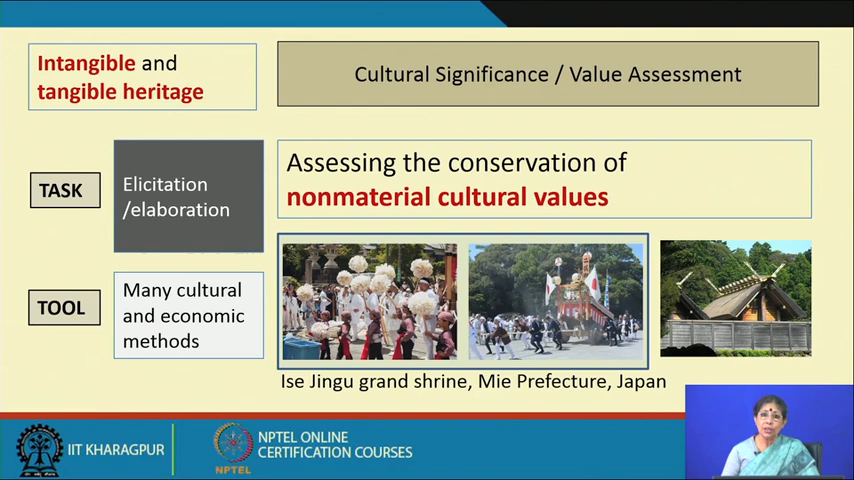 Intangible and
tangible heritage
Cultural Significance / Value Assessment
TASK
Elicitation
/elaboration
Assessing the conservation of
nonmaterial cultural values
TOOL
Many cultural
and economic
methods
Ise Jingu grand shrine, Mie Prefecture, Japan
IIT KHARAGPUR
NPTEL
NPTEL ONLINE
CERTIFICATION COURSES